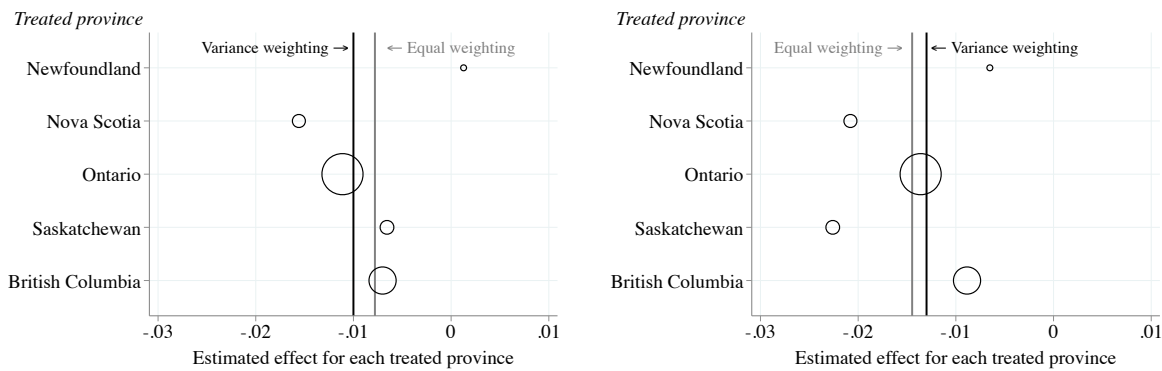 Treated province
Variance weighting → ← Equal weighting
Newfoundland
Nova Scotia
Ontario
Saskatchewan
British Columbia
-.03 -.02 -.01 0 .01
Estimated effect for each treated province
Treated province
Equal weighting → ← Variance weighting
Newfoundland
Nova Scotia
Ontario
Saskatchewan
British Columbia
-.03 -.02 -.01 0 .01
Estimated effect for each treated province